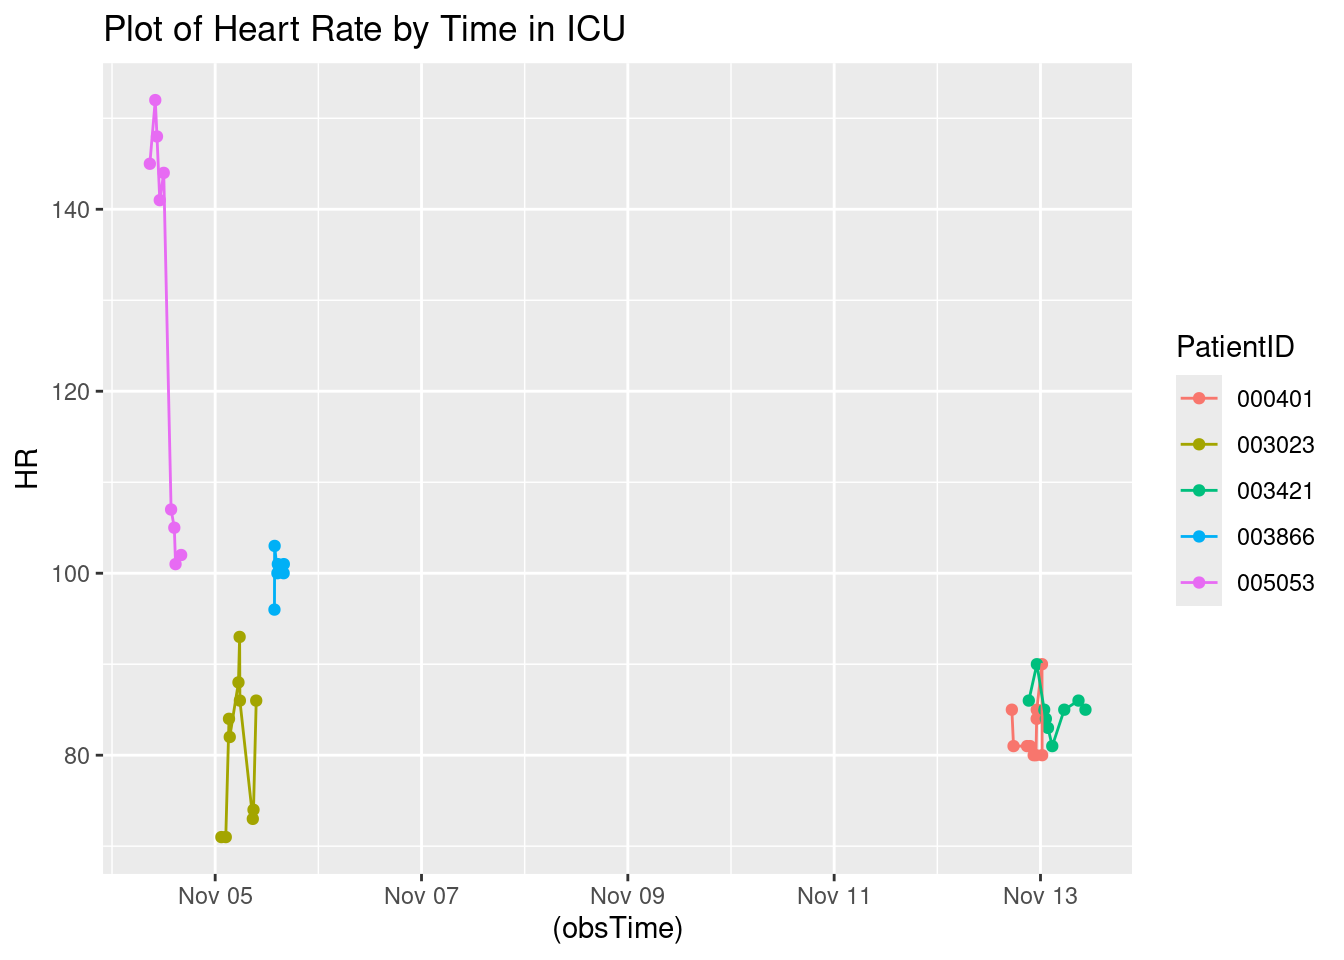 Plot of Heart Rate by Time in ICU
140
120
100
80
HR
Nov 05
Nov 07
Nov 09
Nov 11
Nov 13
(obsTime)
PatientID
000401
003023
003421
003866
005053